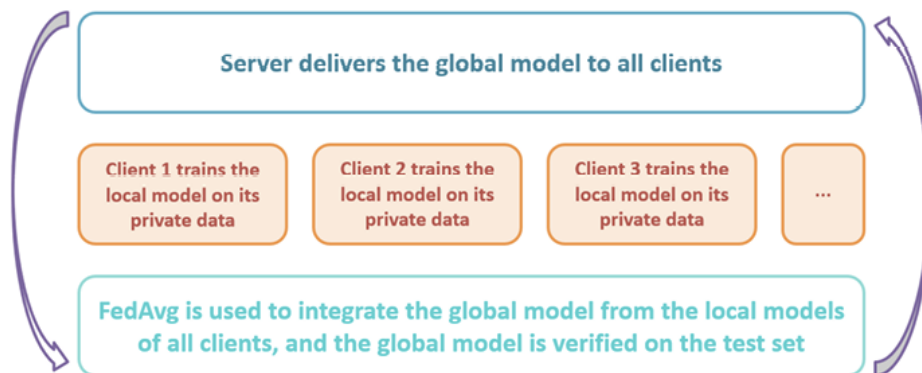 Server delivers the global model to all clients
Client 1 trains the
local model on its
private data
Client 2 trains the
local model on its
private data
Client 3 trains the
local model on its
private data
...
FedAvg is used to integrate the global model from the local models
of all clients, and the global model is verified on the test set